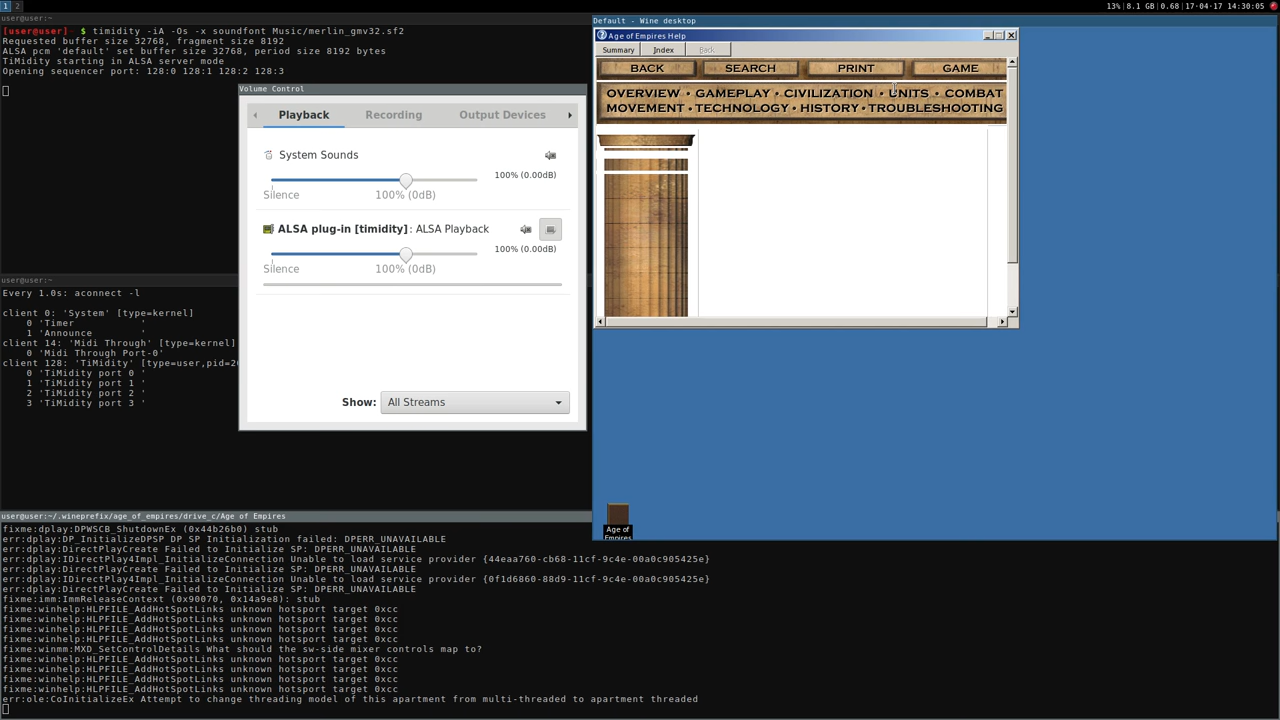 1 2
13% | 8.1 GB | 0.68 | 17-04-17 14:30:05
user@user:~
[user@user] $ timidity -iA -Os -x soundfont Music/merlin_gmv32.sf2
Requested buffer size 32768, fragment size 8192
ALSA pcm 'default' set buffer size 32768, period size 8192 bytes
TiMidity starting in ALSA server mode
Opening sequencer port: 128:0 128:1 128:2 128:3
user@user:~
Every 1.0s: aconnect -l
client 0: 'System' [type=kernel]
0 'Timer '
1 'Announce '
client 14: 'Midi Through' [type=kernel]
0 'Midi Through Port-0'
client 128: 'TiMidity' [type=user,pid=2
0 'TiMidity port 0 '
1 'TiMidity port 1 '
2 'TiMidity port 2 '
3 'TiMidity port 3 '
Volume Control
Playback Recording Output Devices
System Sounds
100% (0.00dB)
Silence 100% (0dB)
ALSA plug-in [timidity] : ALSA Playback
100% (0.00dB)
Silence 100% (0dB)
Show: All Streams
Default - Wine desktop
Age of Empires Help
Summary Index Back
BACK SEARCH PRINT GAME
OVERVIEW • GAMEPLAY • CIVILIZATION • UNITS • COMBAT
MOVEMENT • TECHNOLOGY • HISTORY • TROUBLESHOOTING
Age of
Empires
user@user:~/.wineprefix/age_of_empires/drive_c/Age of Empires
fixme:dplay:DPWSCB_ShutdownEx (0x44b26b0) stub
err:dplay:DP_InitializeDPSP DP SP Initialization failed: DPERR_UNAVAILABLE
err:dplay:DirectPlayCreate Failed to Initialize SP: DPERR_UNAVAILABLE
err:dplay:IDirectPlay4Impl_InitializeConnection Unable to load service provider {44eaa760-cb68-11cf-9c4e-00a0c905425e}
err:dplay:DirectPlayCreate Failed to Initialize SP: DPERR_UNAVAILABLE
err:dplay:IDirectPlay4Impl_InitializeConnection Unable to load service provider {0f1d6860-88d9-11cf-9c4e-00a0c905425e}
err:dplay:DirectPlayCreate Failed to Initialize SP: DPERR_UNAVAILABLE
fixme:imm:ImmReleaseContext (0x90070, 0x14a9e8): stub
fixme:winhelp:HLPFILE_AddHotSpotLinks unknown hotsport target 0xcc
fixme:winhelp:HLPFILE_AddHotSpotLinks unknown hotsport target 0xcc
fixme:winhelp:HLPFILE_AddHotSpotLinks unknown hotsport target 0xcc
fixme:winhelp:HLPFILE_AddHotSpotLinks unknown hotsport target 0xcc
fixme:winmm:MXD_SetControlDetails What should the sw-side mixer controls map to?
fixme:winhelp:HLPFILE_AddHotSpotLinks unknown hotsport target 0xcc
fixme:winhelp:HLPFILE_AddHotSpotLinks unknown hotsport target 0xcc
fixme:winhelp:HLPFILE_AddHotSpotLinks unknown hotsport target 0xcc
fixme:winhelp:HLPFILE_AddHotSpotLinks unknown hotsport target 0xcc
err:ole:CoInitializeEx Attempt to change threading model of this apartment from multi-threaded to apartment threaded